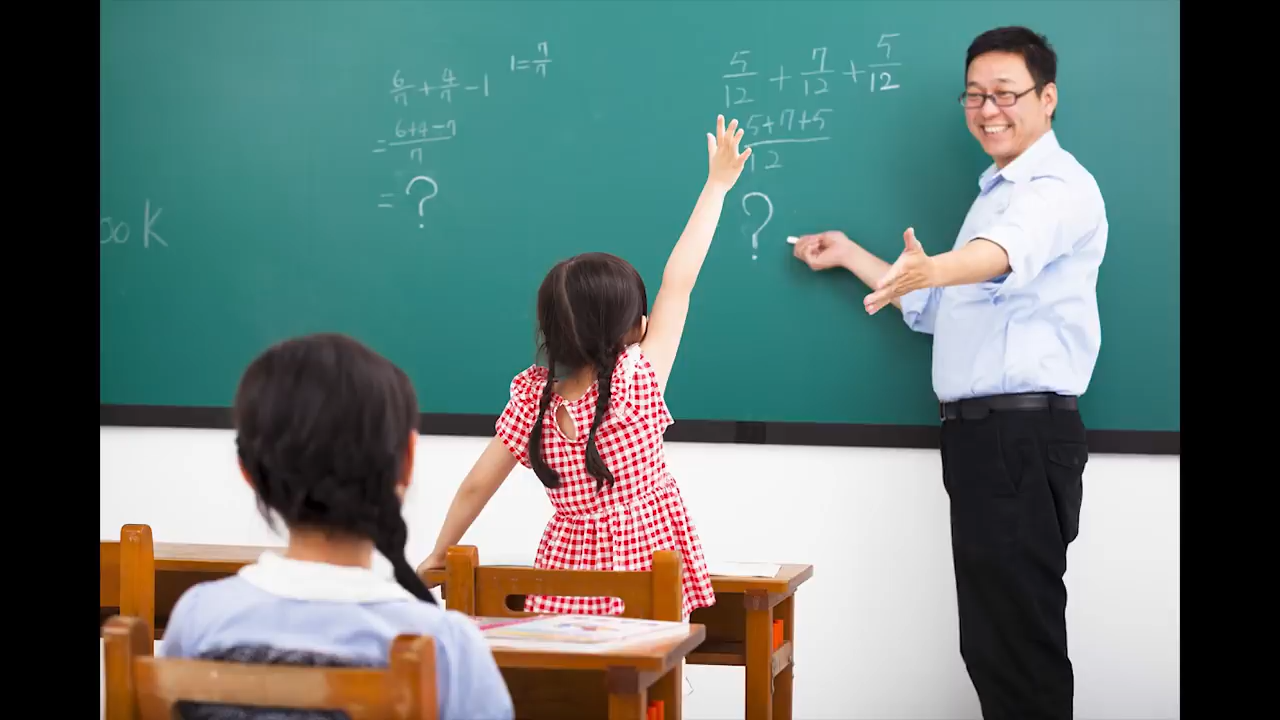 6/7 + 4/7 - 1
1 = 7/7
= 6+4-7/7
= ?
5/12 + 7/12 + 5/12
5+7+5/12
?
ook